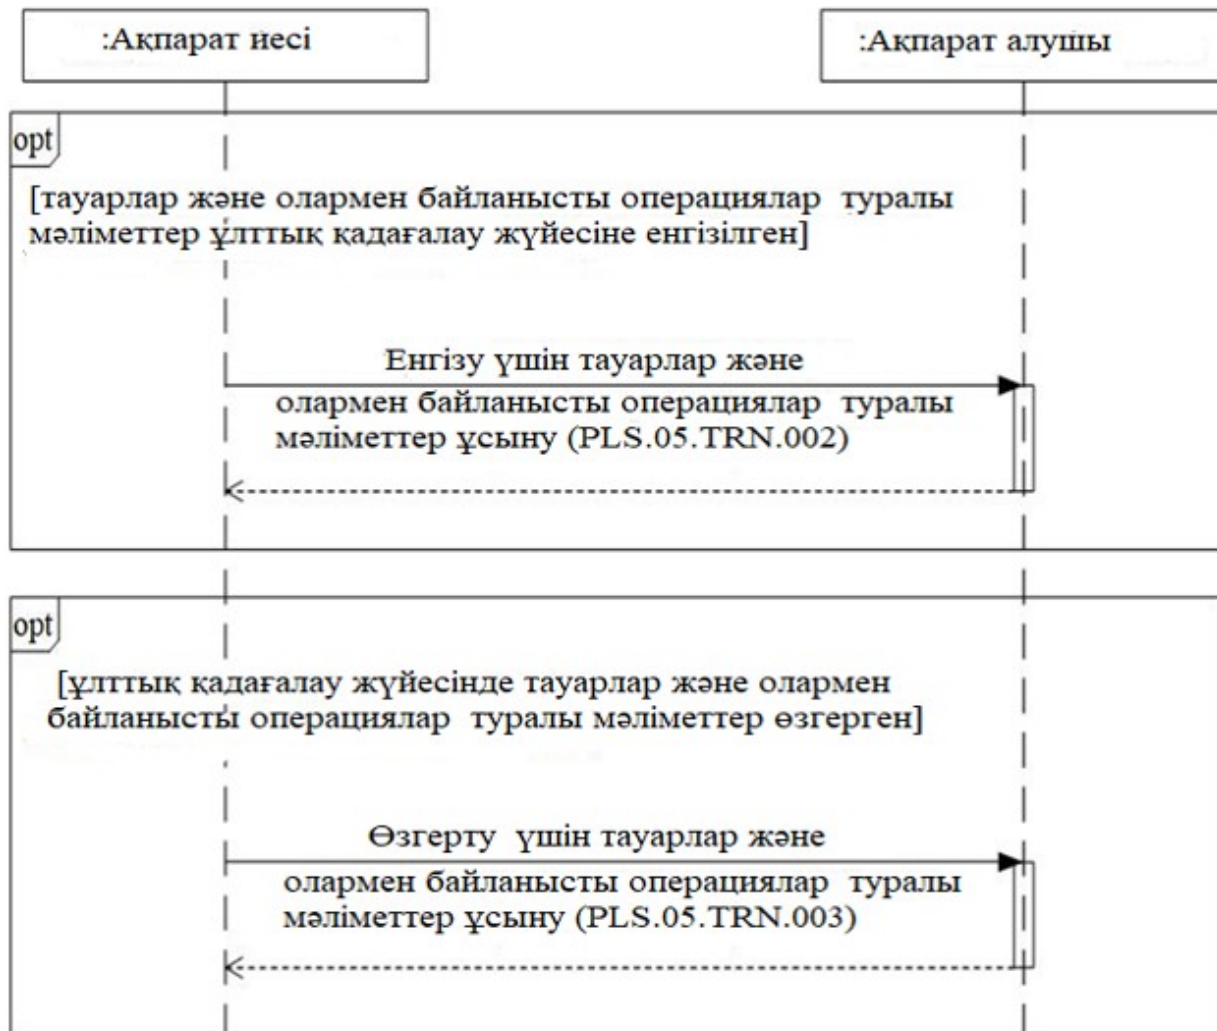 :Ақпарат иесі
:Ақпарат алушы
opt
[тауарлар және олармен байланысты операциялар туралы
мәліметтер ұлттық қадағалау жүйесіне енгізілген]
Енгізу үшін тауарлар және
олармен байланысты операциялар туралы
мәліметтер ұсыну (PLS.05.TRN.002)
opt
[ұлттық қадағалау жүйесінде тауарлар және олармен
байланысты операциялар туралы мәліметтер өзгерген]
Өзгерту үшін тауарлар және
олармен байланысты операциялар туралы
мәліметтер ұсыну (PLS.05.TRN.003)